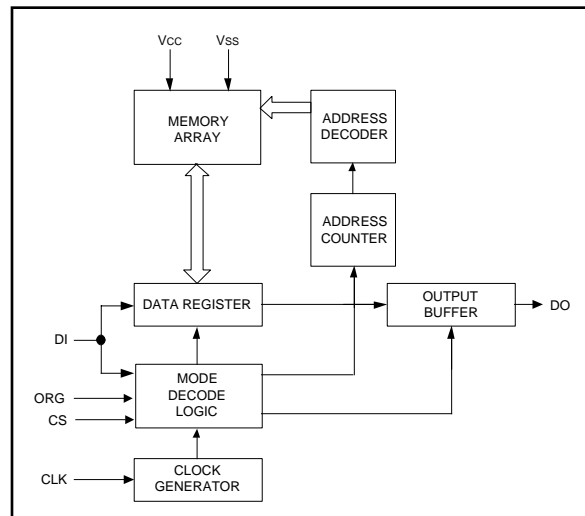 Vcc Vss
MEMORY
ARRAY
ADDRESS
DECODER
ADDRESS
COUNTER
DATA REGISTER
OUTPUT
BUFFER
DO
DI
MODE
DECODE
LOGIC
ORG
CS
CLK
CLOCK
GENERATOR